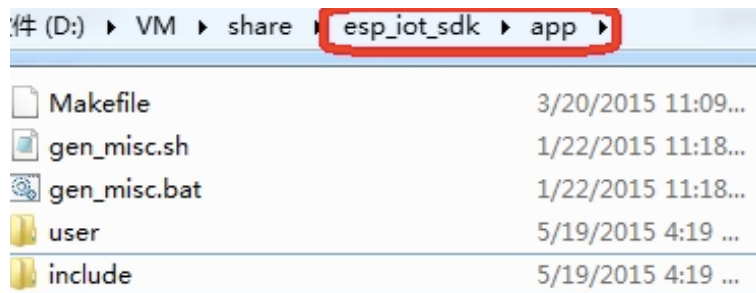 件 (D:) ▸ VM ▸ share ▸ esp_iot_sdk ▸ app ▸
Makefile 3/20/2015 11:09...
gen_misc.sh 1/22/2015 11:18...
gen_misc.bat 1/22/2015 11:18...
user 5/19/2015 4:19 ...
include 5/19/2015 4:19 ...